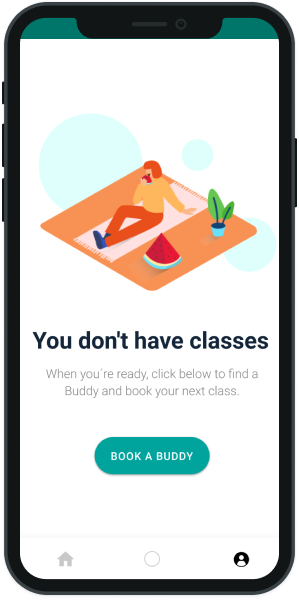 You don't have classes
When you're ready, click below to find a
Buddy and book your next class.
BOOK A BUDDY